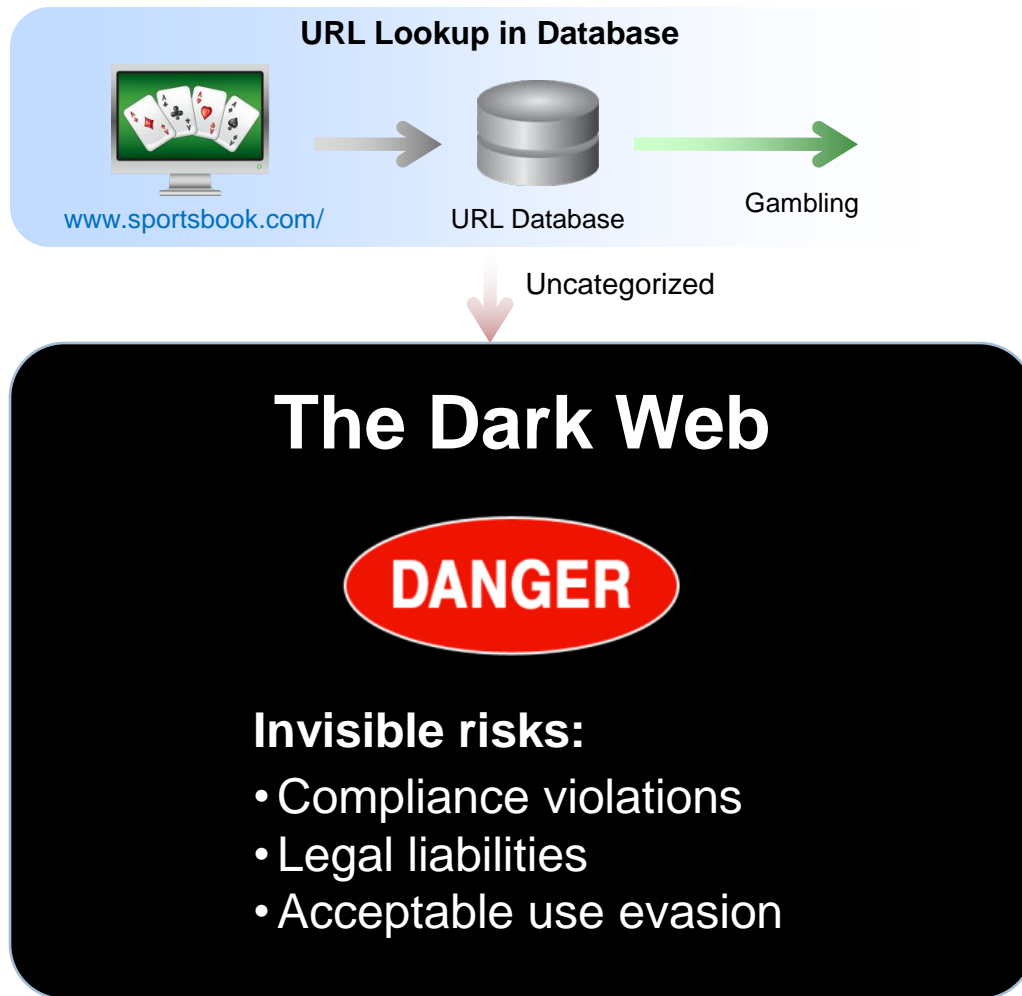 URL Lookup in Database
www.sportsbook.com/
URL Database
Gambling
Uncategorized
The Dark Web
DANGER
Invisible risks:
• Compliance violations
• Legal liabilities
• Acceptable use evasion